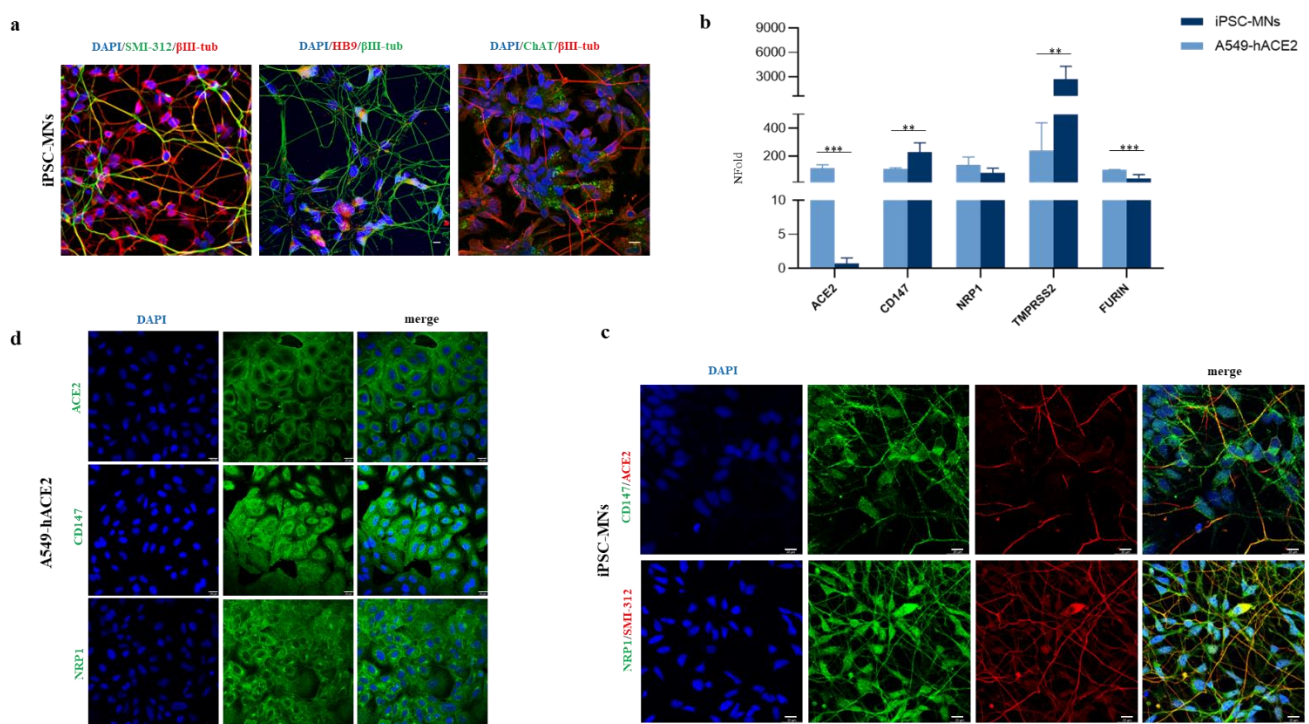 a
DAPI/SMI-312/βIII-tub
DAPI/HB9/βIII-tub
DAPI/ChAT/βIII-tub
iPSC-MNs
b
iPSC-MNs
A549-hACE2
NFold
9000
6000
3000
400
200
10
5
0
***
**
**
***
ACE2
CD147
NRP1
TMPRSS2
FURIN
d
DAPI
merge
A549-hACE2
ACE2
CD147
NRP1
c
DAPI
merge
iPSC-MNs
CD147/ACE2
NRP1/SMI-312